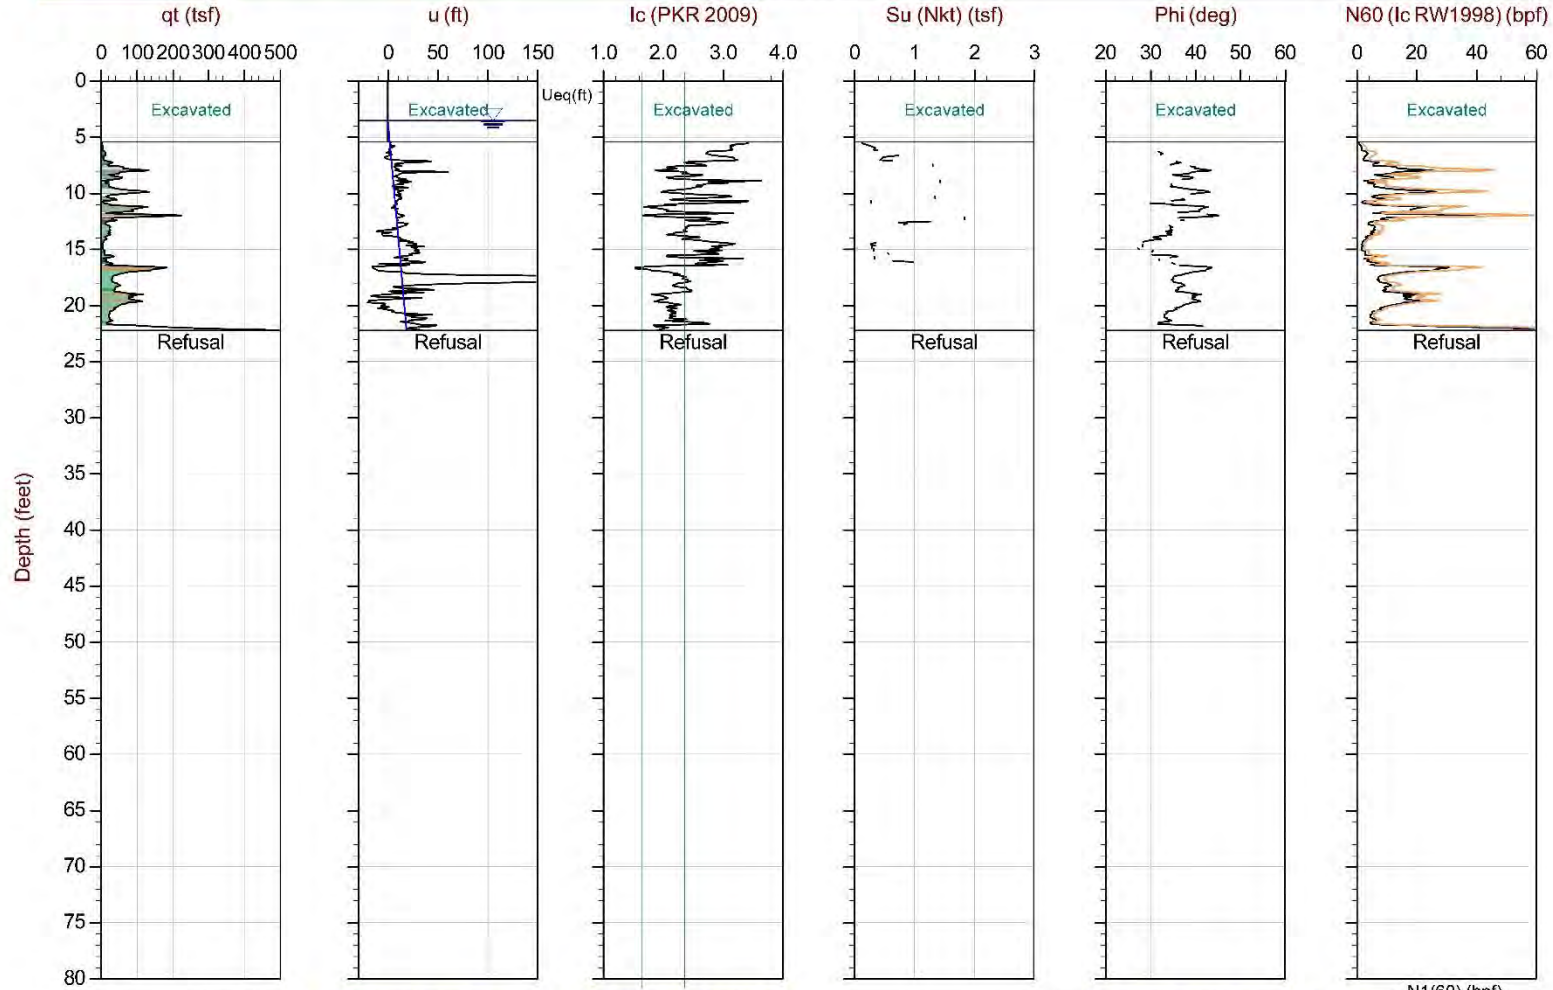 qt (tsf) u (ft) Ic (PKR 2009) Su (Nkt) (tsf) Phi (deg) N60 (Ic RW1998) (bpf)
0 100 200 300 400 500 0 50 100 150 1.0 2.0 3.0 4.0 0 1 2 3 20 30 40 50 60 0 20 40 60
0
Ueq(ft)
Excavated Excavated Excavated Excavated Excavated Excavated
5
10
15
20
Refusal Refusal Refusal Refusal Refusal Refusal
25
30
35
40
45
50
55
60
65
70
75
80
Depth (feet)
N1(60) (bpf)